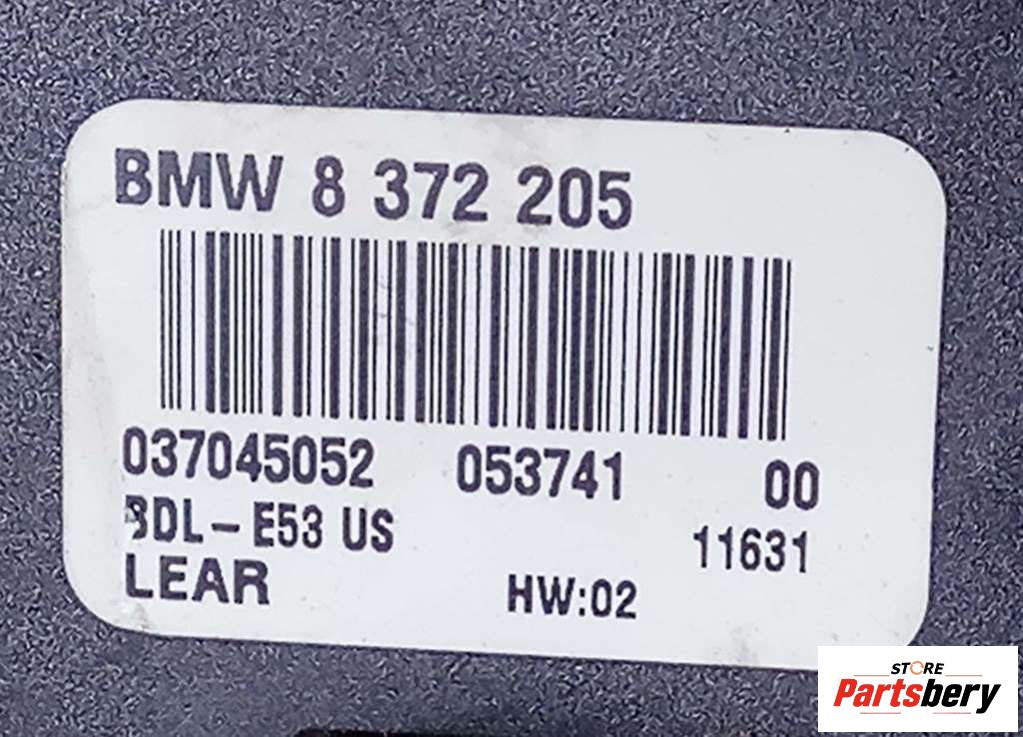 BMW 8 372 205
037045052 053741 00
BDL-E53 US 11631
LEAR HW:02
STORE
Partsbery